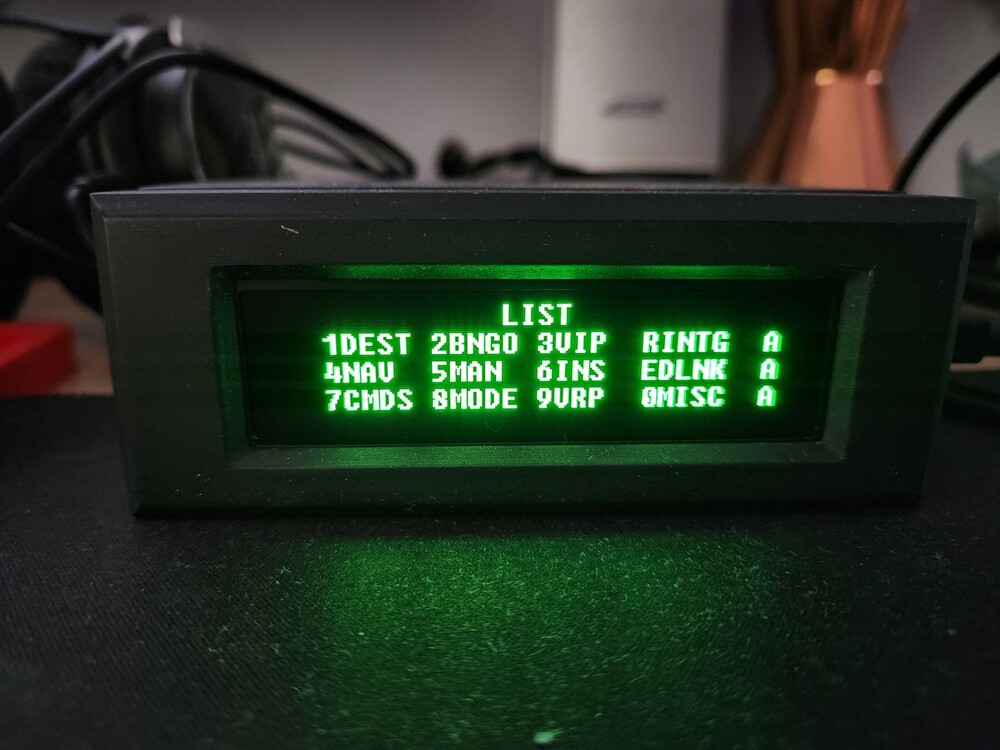 LIST
1DEST 2BNGO 3VIP RINTG A
4NAV 5MAN 6INS EDLNK A
7CMDS 8MODE 9VRP 0MISC A